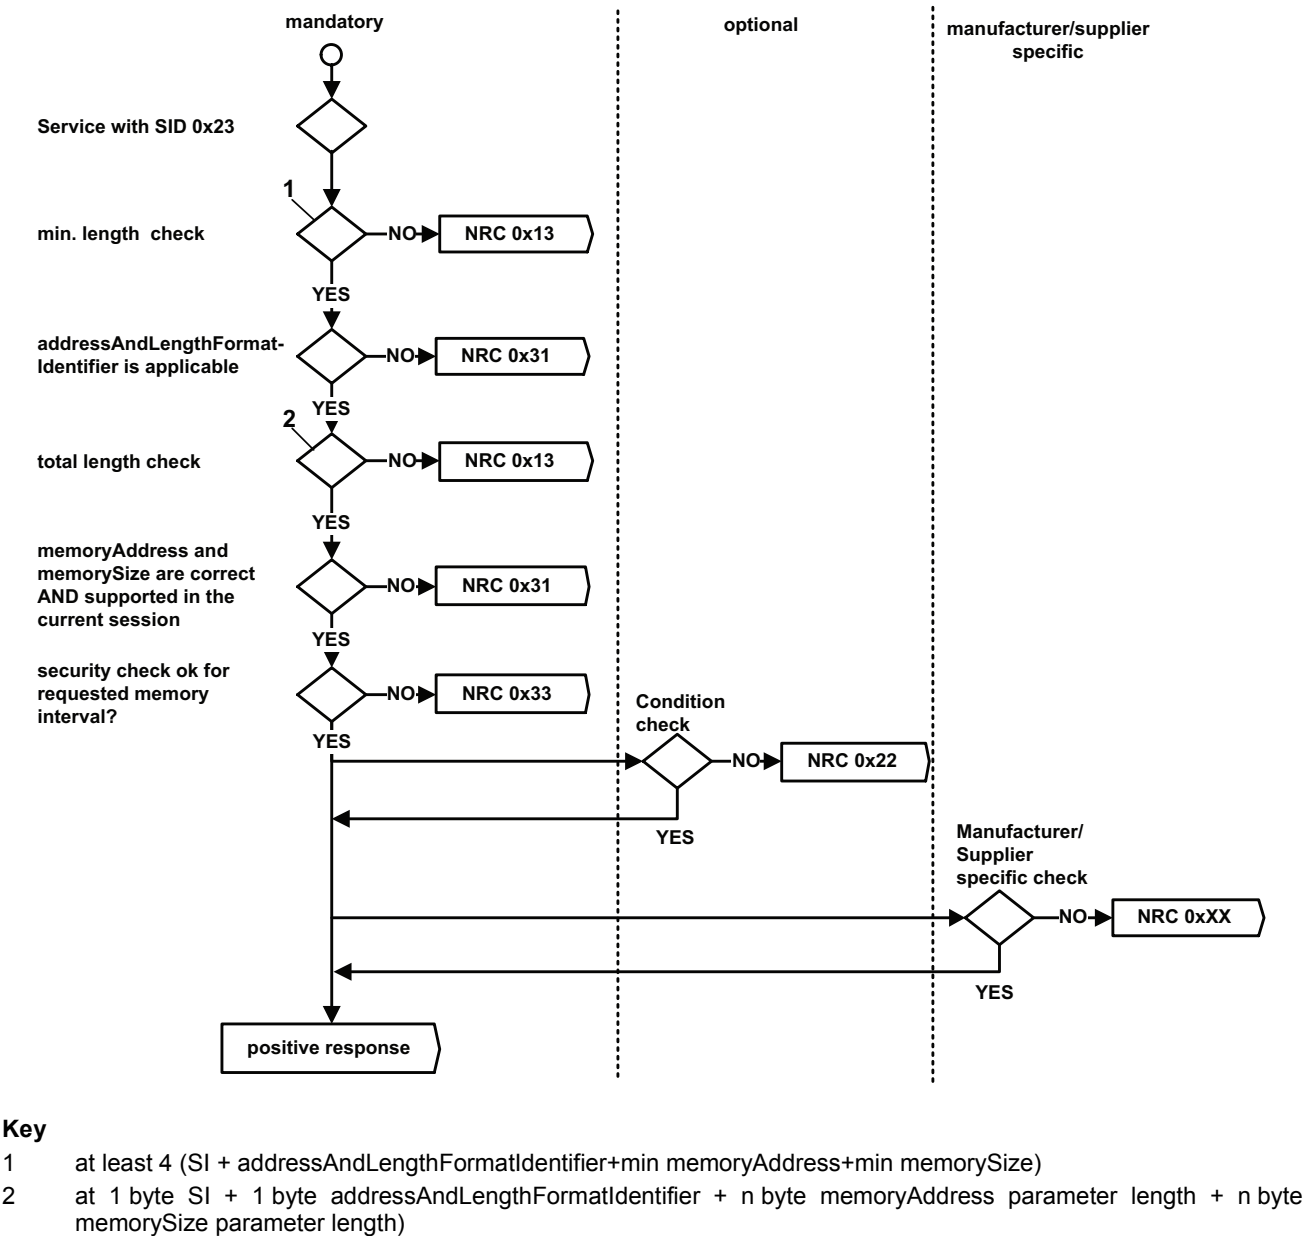 mandatory
optional
manufacturer/supplier
specific
Service with SID 0x23
1
min. length check
NO
NRC 0x13
YES
addressAndLengthFormat-
Identifier is applicable
NO
NRC 0x31
YES
2
total length check
NO
NRC 0x13
YES
memoryAddress and
memorySize are correct
AND supported in the
current session
NO
NRC 0x31
YES
security check ok for
requested memory
interval?
NO
NRC 0x33
YES
Condition
check
NO
NRC 0x22
YES
Manufacturer/
Supplier
specific check
NO
NRC 0xXX
YES
positive response
Key
1 at least 4 (SI + addressAndLengthFormatIdentifier+min memoryAddress+min memorySize)
2 at 1 byte SI + 1 byte addressAndLengthFormatIdentifier + n byte memoryAddress parameter length + n byte
memorySize parameter length)